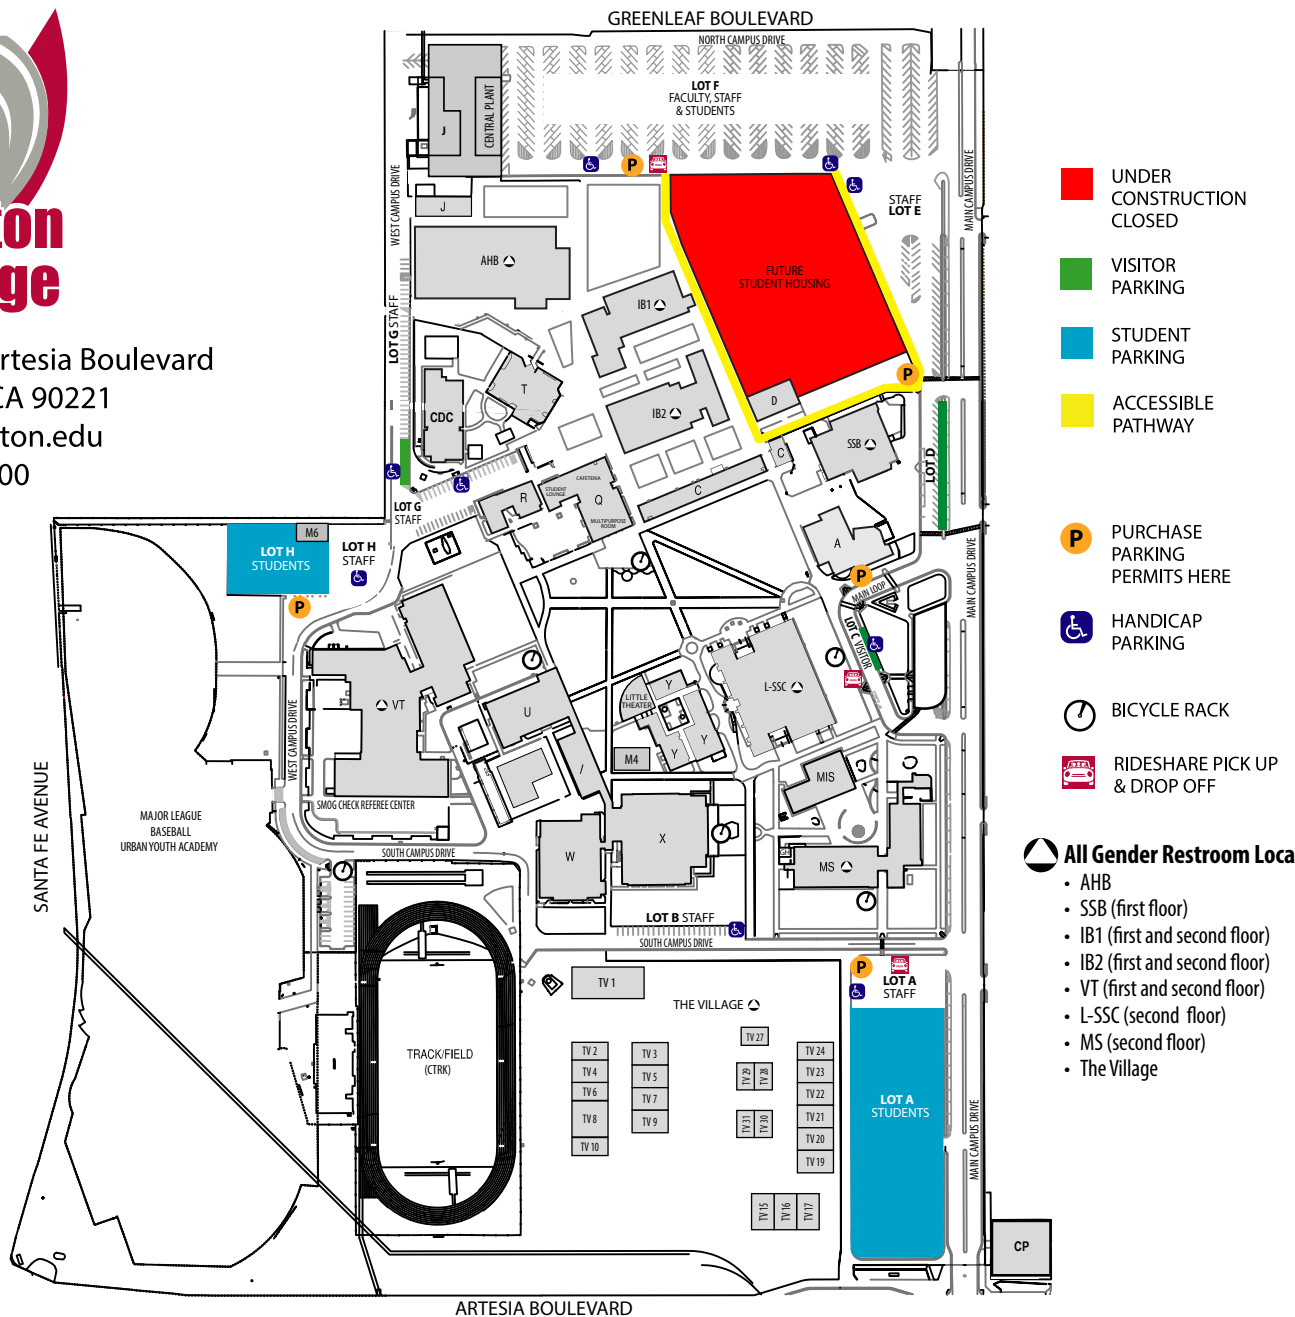 GREENLEAF BOULEVARD
NORTH CAMPUS DRIVE
LOT F
FACULTY, STAFF
& STUDENTS
CENTRAL PLANT
J
J
WEST CAMPUS DRIVE
MAIN CAMPUS DRIVE
STAFF
LOT E
P
AHB
IB1
FUTURE
STUDENT HOUSING
LOT G STAFF
T
CDC
IB2
D
P
SSB
C
C
LOT D
LOT G
STAFF
R
STUDENT
LOUNGE
CAFETERIA
Q
MULTIPURPOSE
ROOM
A
P
MAIN LOOP
MAIN CAMPUS DRIVE
LOT C VISITOR
M6
LOT H
STUDENTS
LOT H
STAFF
P
L-SSC
LITTLE
THEATER
Y
Y
Y
M4
U
VT
WEST CAMPUS DRIVE
SMOG CHECK REFEREE CENTER
MIS
MS
I
W
X
SANTA FE AVENUE
MAJOR LEAGUE
BASEBALL
URBAN YOUTH ACADEMY
SOUTH CAMPUS DRIVE
LOT B STAFF
SOUTH CAMPUS DRIVE
P
LOT A
STAFF
TV 1
THE VILLAGE
TRACK/FIELD
(CTRK)
TV 2
TV 4
TV 6
TV 8
TV 10
TV 3
TV 5
TV 7
TV 9
TV 27
TV 29
TV 28
TV 31
TV 30
TV 24
TV 23
TV 22
TV 21
TV 20
TV 19
TV 15
TV 16
TV 17
LOT A
STUDENTS
MAIN CAMPUS DRIVE
CP
ARTESIA BOULEVARD
ton
ge
rtesia Boulevard
CA 90221
ton.edu
00
UNDER
CONSTRUCTION
CLOSED
VISITOR
PARKING
STUDENT
PARKING
ACCESSIBLE
PATHWAY
P
PURCHASE
PARKING
PERMITS HERE
HANDICAP
PARKING
BICYCLE RACK
RIDESHARE PICK UP
& DROP OFF
All Gender Restroom Loca
• AHB
• SSB (first floor)
• IB1 (first and second floor)
• IB2 (first and second floor)
• VT (first and second floor)
• L-SSC (second floor)
• MS (second floor)
• The Village